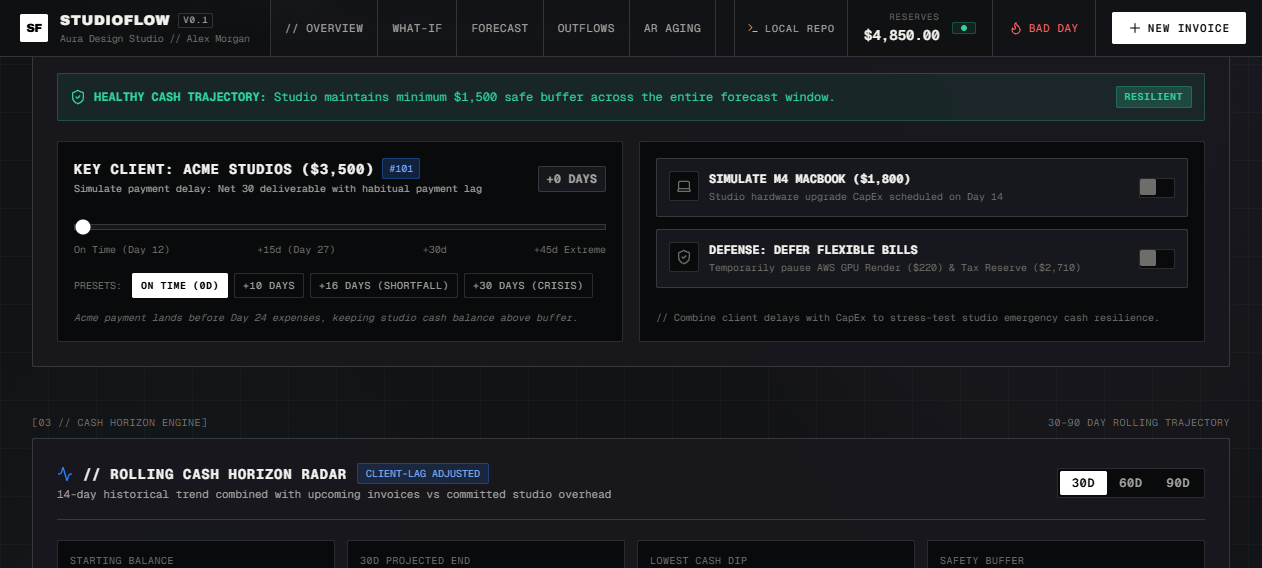 SF
STUDIOFLOW V0.1
Aura Design Studio // Alex Morgan
// OVERVIEW
WHAT-IF
FORECAST
OUTFLOWS
AR AGING
LOCAL REPO
RESERVES
$4,850.00
BAD DAY
NEW INVOICE
HEALTHY CASH TRAJECTORY: Studio maintains minimum $1,500 safe buffer across the entire forecast window.
RESILIENT
KEY CLIENT: ACME STUDIOS ($3,500) #101
Simulate payment delay: Net 30 deliverable with habitual payment lag
+0 DAYS
On Time (Day 12) +15d (Day 27) +30d +45d Extreme
PRESETS: ON TIME (0D) +10 DAYS +16 DAYS (SHORTFALL) +30 DAYS (CRISIS)
Acme payment lands before Day 24 expenses, keeping studio cash balance above buffer.
SIMULATE M4 MACBOOK ($1,800)
Studio hardware upgrade CapEx scheduled on Day 14
DEFENSE: DEFER FLEXIBLE BILLS
Temporarily pause AWS GPU Render ($220) & Tax Reserve ($2,710)
// Combine client delays with CapEx to stress-test studio emergency cash resilience.
[03 // CASH HORIZON ENGINE]
30-90 DAY ROLLING TRAJECTORY
// ROLLING CASH HORIZON RADAR CLIENT-LAG ADJUSTED
14-day historical trend combined with upcoming invoices vs committed studio overhead
30D 60D 90D
STARTING BALANCE
30D PROJECTED END
LOWEST CASH DIP
SAFETY BUFFER